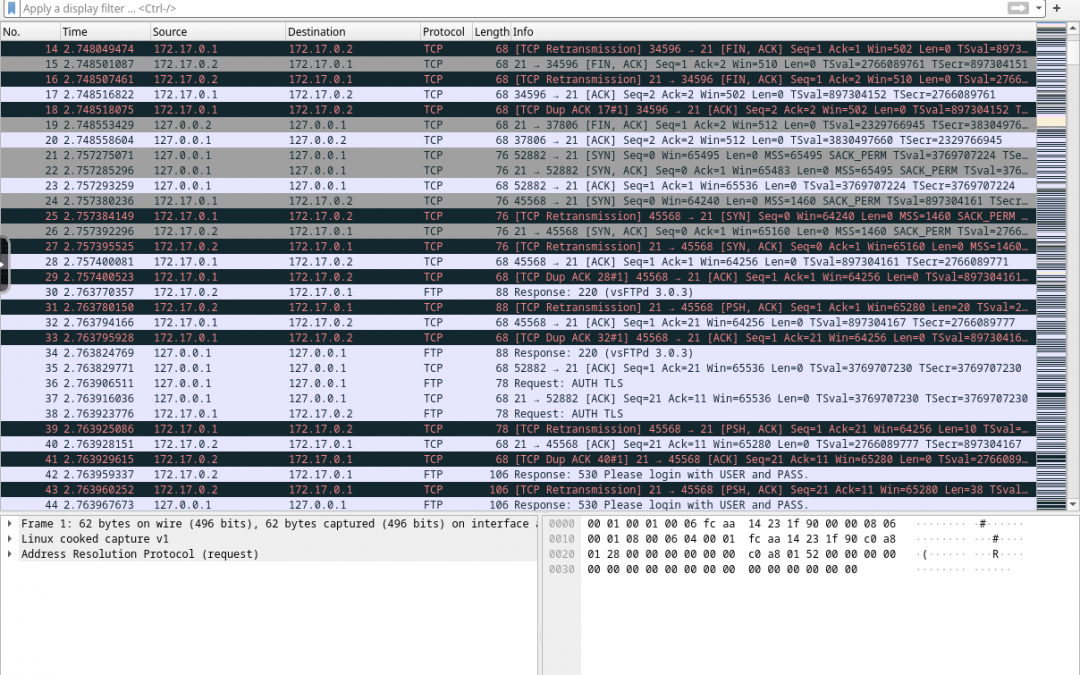 Apply a display filter ... <Ctrl-/>
No. Time Source Destination Protocol Length Info
14 2.748049474 172.17.0.1 172.17.0.2 TCP 68 [TCP Retransmission] 34596 → 21 [FIN, ACK] Seq=1 Ack=1 Win=502 Len=0 TSval=8973…
15 2.748501087 172.17.0.2 172.17.0.1 TCP 68 21 → 34596 [FIN, ACK] Seq=1 Ack=2 Win=510 Len=0 TSval=2766089761 TSecr=897304151
16 2.748507461 172.17.0.2 172.17.0.1 TCP 68 [TCP Retransmission] 21 → 34596 [FIN, ACK] Seq=1 Ack=2 Win=510 Len=0 TSval=2766…
17 2.748516822 172.17.0.1 172.17.0.2 TCP 68 34596 → 21 [ACK] Seq=2 Ack=2 Win=502 Len=0 TSval=897304152 TSecr=2766089761
18 2.748518075 172.17.0.1 172.17.0.2 TCP 68 [TCP Dup ACK 17#1] 34596 → 21 [ACK] Seq=2 Ack=2 Win=502 Len=0 TSval=897304152 T…
19 2.748553429 127.0.0.2 127.0.0.1 TCP 68 21 → 37806 [FIN, ACK] Seq=1 Ack=2 Win=512 Len=0 TSval=2329766945 TSecr=38304976…
20 2.748558604 127.0.0.1 127.0.0.2 TCP 68 37806 → 21 [ACK] Seq=2 Ack=2 Win=512 Len=0 TSval=3830497660 TSecr=2329766945
21 2.757275071 127.0.0.1 127.0.0.1 TCP 76 52882 → 21 [SYN] Seq=0 Win=65495 Len=0 MSS=65495 SACK_PERM TSval=3769707224 TSe…
22 2.757285296 127.0.0.1 127.0.0.1 TCP 76 21 → 52882 [SYN, ACK] Seq=0 Ack=1 Win=65483 Len=0 MSS=65495 SACK_PERM TSval=376…
23 2.757293259 127.0.0.1 127.0.0.1 TCP 68 52882 → 21 [ACK] Seq=1 Ack=1 Win=65536 Len=0 TSval=3769707224 TSecr=3769707224
24 2.757380236 172.17.0.1 172.17.0.2 TCP 76 45568 → 21 [SYN] Seq=0 Win=64240 Len=0 MSS=1460 SACK_PERM TSval=897304161 TSecr…
25 2.757384149 172.17.0.1 172.17.0.2 TCP 76 [TCP Retransmission] 45568 → 21 [SYN] Seq=0 Win=64240 Len=0 MSS=1460 SACK_PERM …
26 2.757392296 172.17.0.2 172.17.0.1 TCP 76 21 → 45568 [SYN, ACK] Seq=0 Ack=1 Win=65160 Len=0 MSS=1460 SACK_PERM TSval=2766…
27 2.757395525 172.17.0.2 172.17.0.1 TCP 76 [TCP Retransmission] 21 → 45568 [SYN, ACK] Seq=0 Ack=1 Win=65160 Len=0 MSS=1460…
28 2.757400081 172.17.0.1 172.17.0.2 TCP 68 45568 → 21 [ACK] Seq=1 Ack=1 Win=64256 Len=0 TSval=897304161 TSecr=2766089771
29 2.757400523 172.17.0.1 172.17.0.2 TCP 68 [TCP Dup ACK 28#1] 45568 → 21 [ACK] Seq=1 Ack=1 Win=64256 Len=0 TSval=897304161…
30 2.763770357 172.17.0.2 172.17.0.1 FTP 88 Response: 220 (vsFTPd 3.0.3)
31 2.763780150 172.17.0.2 172.17.0.1 TCP 88 [TCP Retransmission] 21 → 45568 [PSH, ACK] Seq=1 Ack=1 Win=65280 Len=20 TSval=2…
32 2.763794166 172.17.0.1 172.17.0.2 TCP 68 45568 → 21 [ACK] Seq=1 Ack=21 Win=64256 Len=0 TSval=897304167 TSecr=2766089777
33 2.763795928 172.17.0.1 172.17.0.2 TCP 68 [TCP Dup ACK 32#1] 45568 → 21 [ACK] Seq=1 Ack=21 Win=64256 Len=0 TSval=89730416…
34 2.763824769 127.0.0.1 127.0.0.1 FTP 88 Response: 220 (vsFTPd 3.0.3)
35 2.763829771 127.0.0.1 127.0.0.1 TCP 68 52882 → 21 [ACK] Seq=1 Ack=21 Win=65536 Len=0 TSval=3769707230 TSecr=3769707230
36 2.763906511 127.0.0.1 127.0.0.1 FTP 78 Request: AUTH TLS
37 2.763916036 127.0.0.1 127.0.0.1 TCP 68 21 → 52882 [ACK] Seq=21 Ack=11 Win=65536 Len=0 TSval=3769707230 TSecr=3769707230
38 2.763923776 172.17.0.1 172.17.0.2 FTP 78 Request: AUTH TLS
39 2.763925086 172.17.0.1 172.17.0.2 TCP 78 [TCP Retransmission] 45568 → 21 [PSH, ACK] Seq=1 Ack=21 Win=64256 Len=10 TSval=…
40 2.763928151 172.17.0.2 172.17.0.1 TCP 68 21 → 45568 [ACK] Seq=21 Ack=11 Win=65280 Len=0 TSval=2766089777 TSecr=897304167
41 2.763929615 172.17.0.2 172.17.0.1 TCP 68 [TCP Dup ACK 40#1] 21 → 45568 [ACK] Seq=21 Ack=11 Win=65280 Len=0 TSval=2766089…
42 2.763959337 172.17.0.2 172.17.0.1 FTP 106 Response: 530 Please login with USER and PASS.
43 2.763960252 172.17.0.2 172.17.0.1 TCP 106 [TCP Retransmission] 21 → 45568 [PSH, ACK] Seq=21 Ack=11 Win=65280 Len=38 TSval…
44 2.763967673 127.0.0.1 127.0.0.1 FTP 106 Response: 530 Please login with USER and PASS.
Frame 1: 62 bytes on wire (496 bits), 62 bytes captured (496 bits) on interface
Linux cooked capture v1
Address Resolution Protocol (request)
0000 00 01 00 01 00 06 fc aa 14 23 1f 90 00 00 08 06 ········ ·#······
0010 00 01 08 00 06 04 00 01 fc aa 14 23 1f 90 c0 a8 ········ ···#····
0020 01 28 00 00 00 00 00 00 c0 a8 01 52 00 00 00 00 ·(······ ···R····
0030 00 00 00 00 00 00 00 00 00 00 00 00 00 00 ········ ······